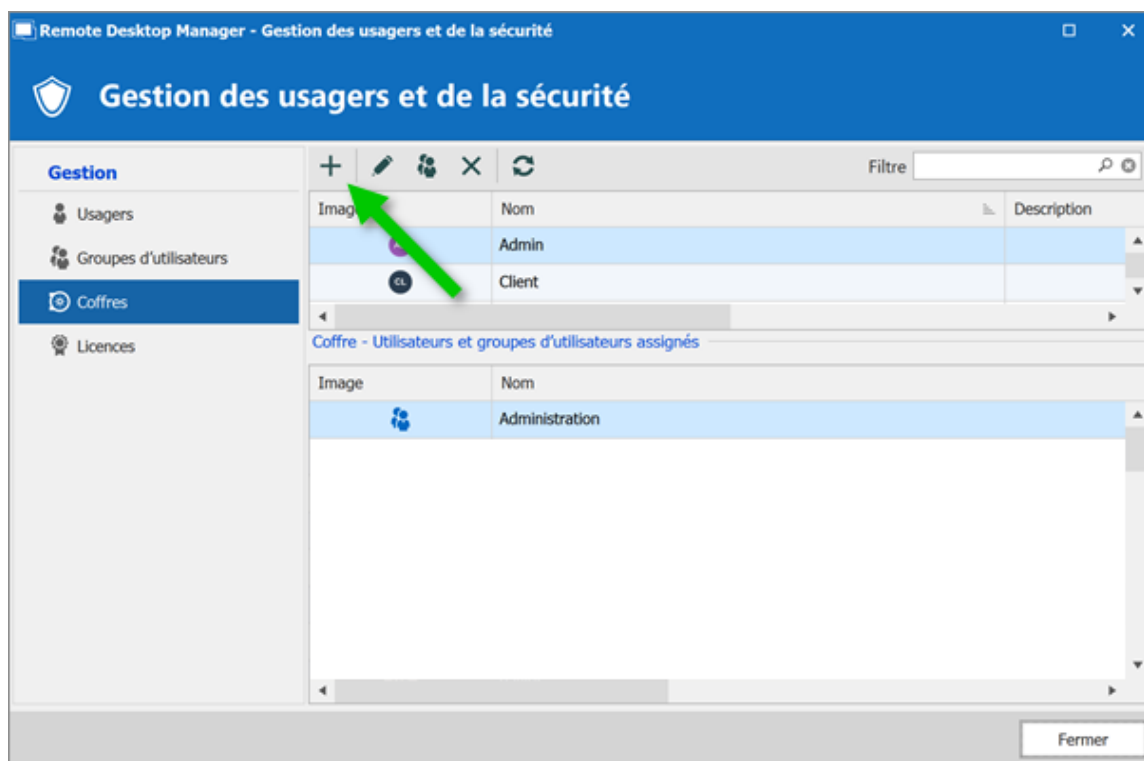 Remote Desktop Manager - Gestion des usagers et de la sécurité
Gestion des usagers et de la sécurité
Gestion
Usagers
Groupes d'utilisateurs
Coffres
Licences
Filtre
Image Nom Description
Admin
CL Client
Coffre - Utilisateurs et groupes d'utilisateurs assignés
Image Nom
Administration
Fermer